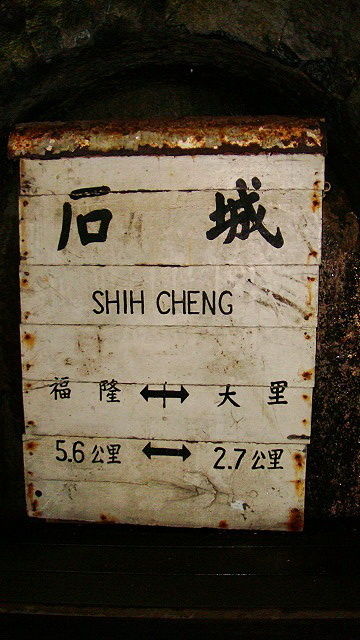 石 城
SHIH CHENG
福 隆 ↔ 大 里
5.6公里 ↔ 2.7公里